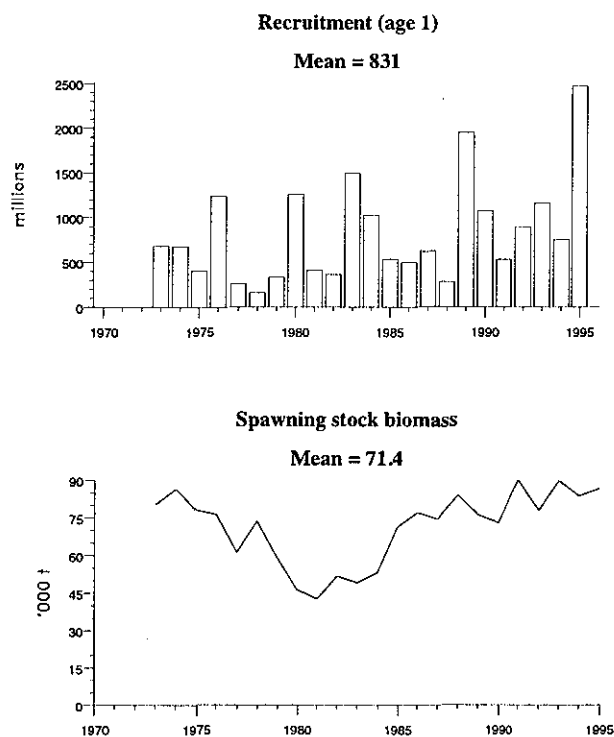 Recruitment (age 1)
Mean = 831
2500
2000
1500
1000
500
0
millions
1970 1975 1980 1985 1990 1995
Spawning stock biomass
Mean = 71.4
90
75
60
45
30
15
0
'000 t
1970 1975 1980 1985 1990 1995